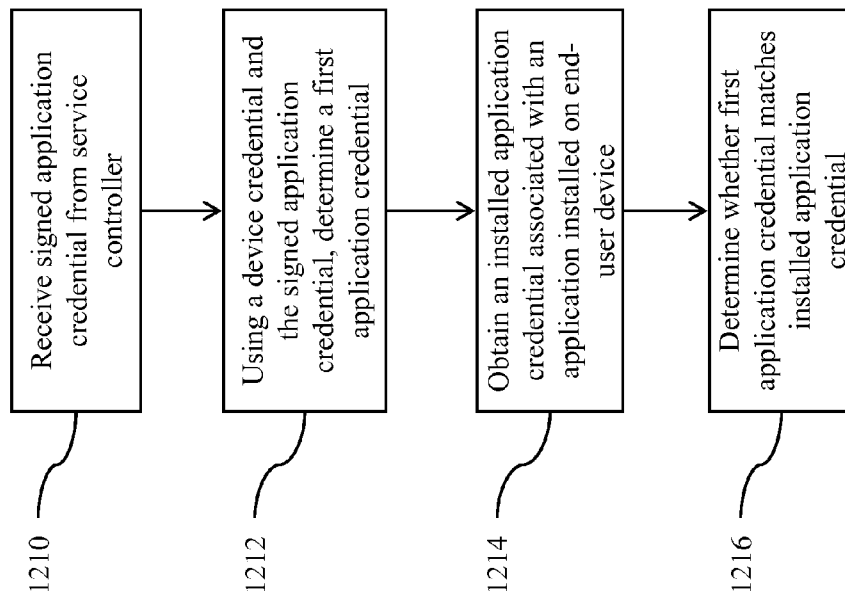 1210
Receive signed application
credential from service
controller
1212
Using a device credential and
the signed application
credential, determine a first
application credential
1214
Obtain an installed application
credential associated with an
application installed on end-
user device
1216
Determine whether first
application credential matches
installed application
credential